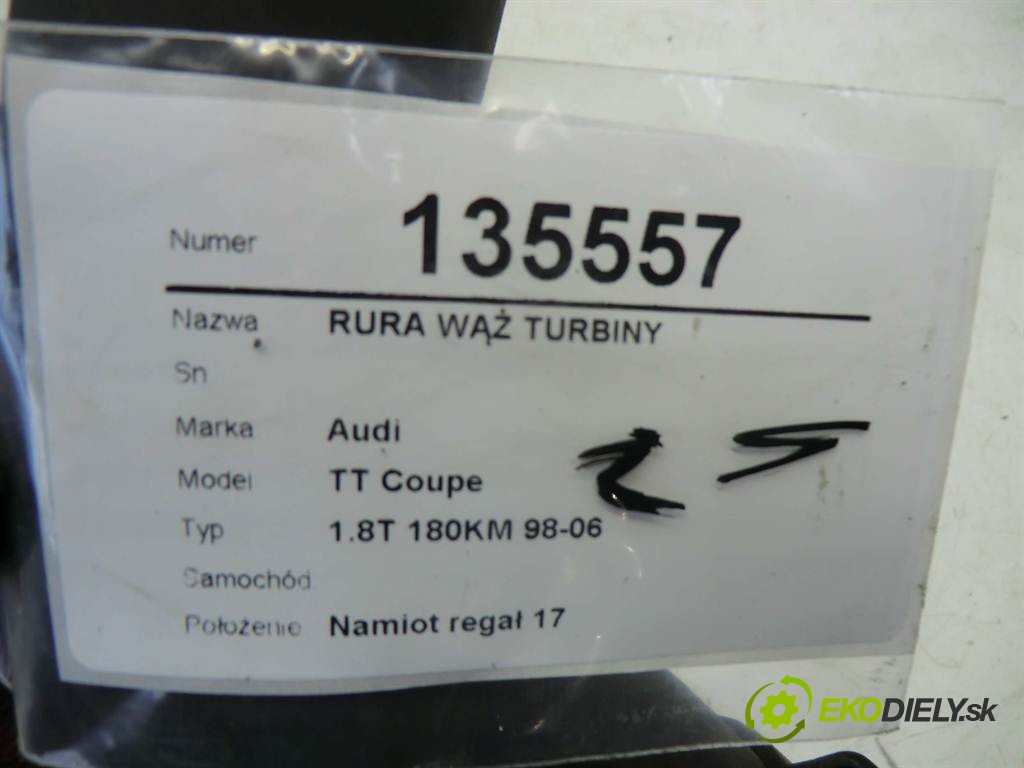 Numer 135557
Nazwa RURA WĄŻ TURBINY
Sn
Marka Audi
Model TT Coupe
25
Typ 1.8T 180KM 98-06
Samochód
Położenie Namiot regał 17
EKODIELY.sk